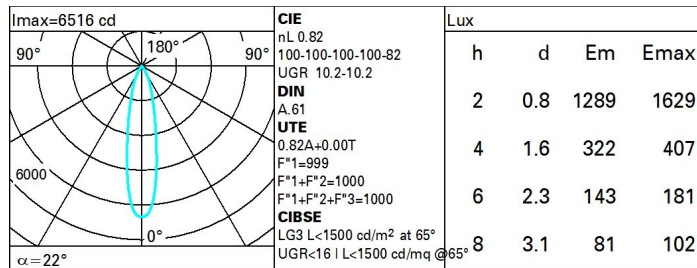 Imax=6516 cd
90° 180° 90°
6000
0°
α=22°
CIE
nL 0.82
100-100-100-100-82
UGR 10.2-10.2
DIN
A.61
UTE
0.82A+0.00T
F"1=999
F"1+F"2=1000
F"1+F"2+F"3=1000
CIBSE
LG3 L<1500 cd/m² at 65°
UGR<16 | L<1500 cd/mq @65°
Lux
h d Em Emax
2 0.8 1289 1629
4 1.6 322 407
6 2.3 143 181
8 3.1 81 102